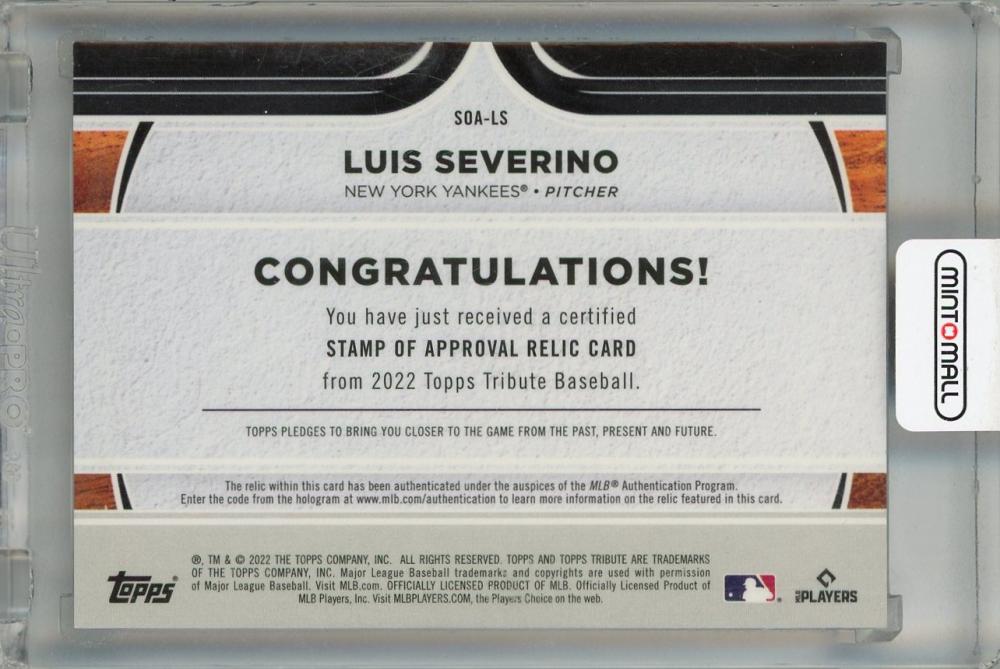 SOA-LS
LUIS SEVERINO
NEW YORK YANKEES® • PITCHER
CONGRATULATIONS!
You have just received a certified
STAMP OF APPROVAL RELIC CARD
from 2022 Topps Tribute Baseball.
TOPPS PLEDGES TO BRING YOU CLOSER TO THE GAME FROM THE PAST, PRESENT AND FUTURE.
The relic within this card has been authenticated under the auspices of the MLB® Authentication Program.
Enter the code from the hologram at www.mlb.com/authentication to learn more information on the relic featured in this card.
®, TM & © 2022 THE TOPPS COMPANY, INC. ALL RIGHTS RESERVED. TOPPS AND TOPPS TRIBUTE ARE TRADEMARKS
OF THE TOPPS COMPANY, INC. Major League Baseball trademarks and copyrights are used with permission
of Major League Baseball. Visit MLB.com. OFFICIALLY LICENSED PRODUCT OF MLB. Officially Licensed Product of
MLB Players, Inc. Visit MLBPLAYERS.COM, the Players Choice on the web.
Topps®
MLB PLAYERS
MINTMALL
Ultra PRO